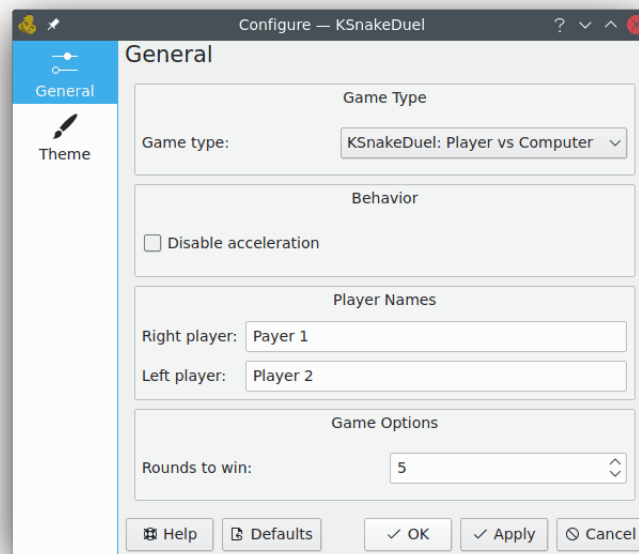 Configure — KSnakeDuel
General
Theme
General
Game Type
Game type:
KSnakeDuel: Player vs Computer
Behavior
Disable acceleration
Player Names
Right player:
Payer 1
Left player:
Player 2
Game Options
Rounds to win:
5
Help
Defaults
OK
Apply
Cancel